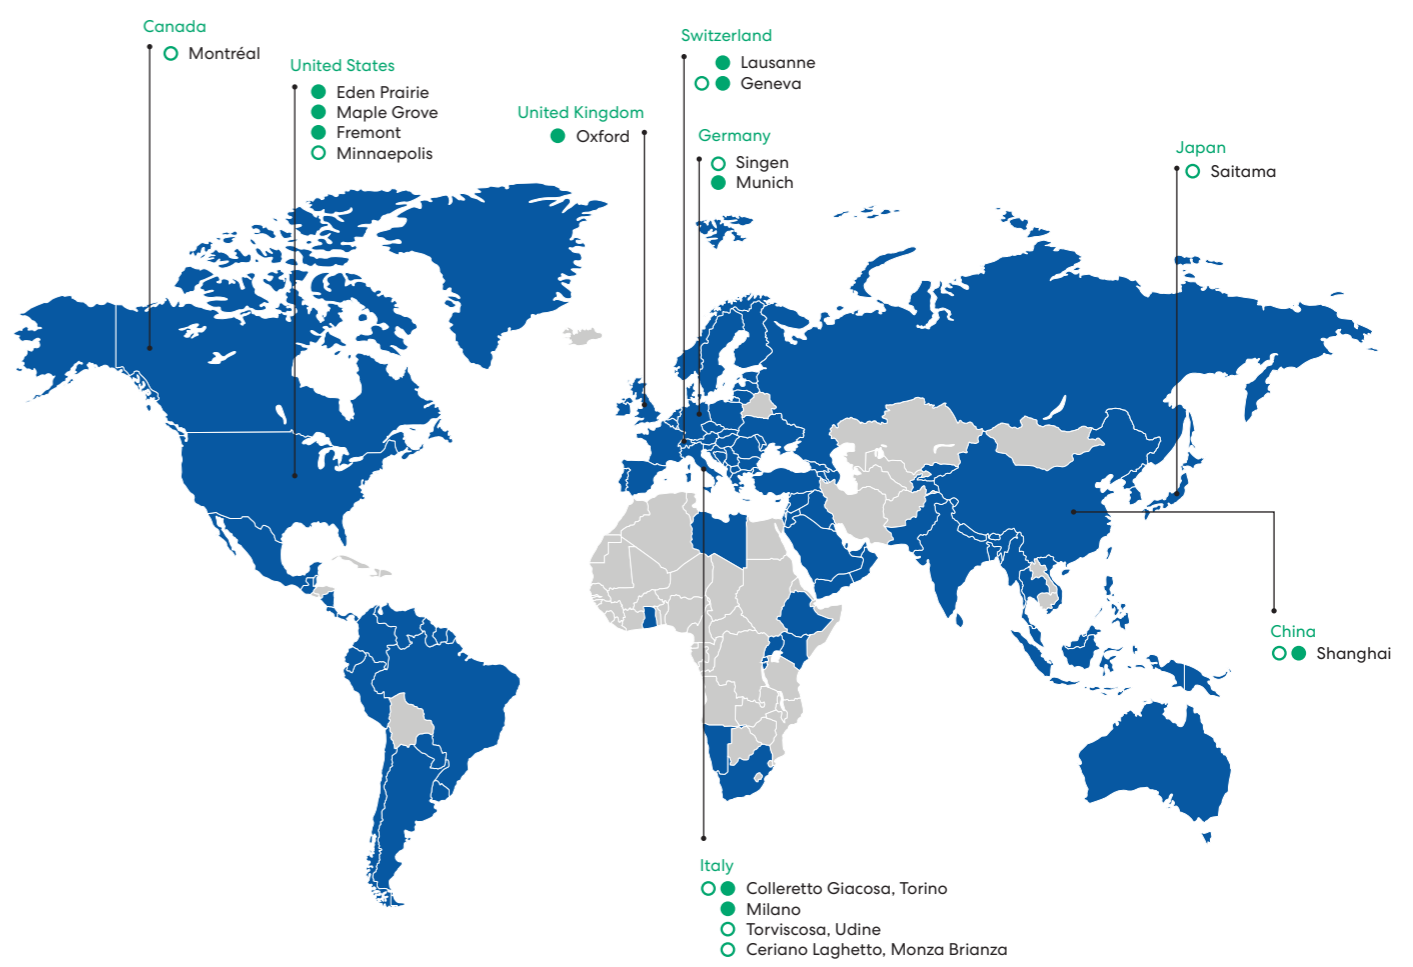 Canada
Montréal
United States
Eden Prairie
Maple Grove
Fremont
Minnaepolis
United Kingdom
Oxford
Switzerland
Lausanne
Geneva
Germany
Singen
Munich
Japan
Saitama
China
Shanghai
Italy
Colleretto Giacosa, Torino
Milano
Torviscosa, Udine
Ceriano Laghetto, Monza Brianza